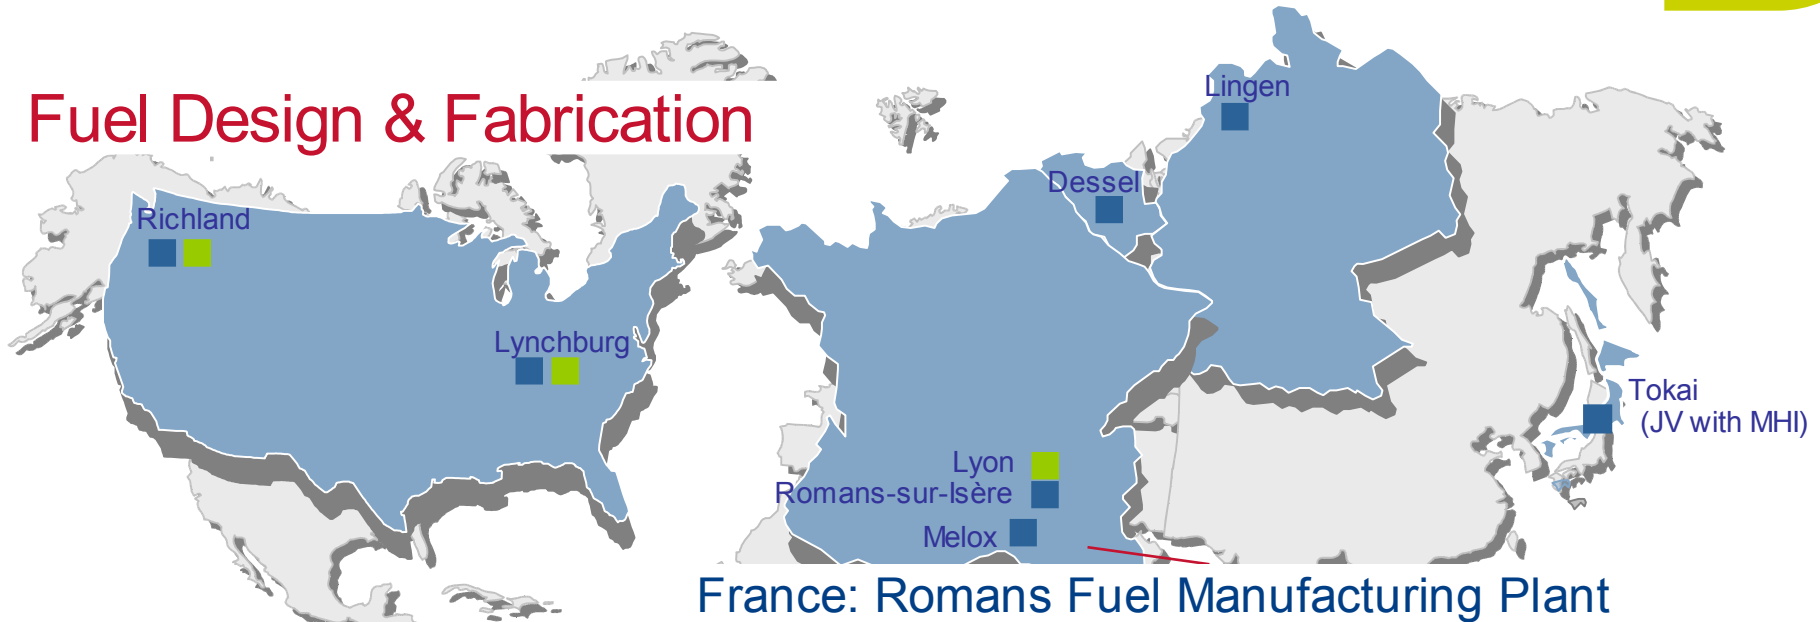 Fuel Design & Fabrication
Lingen
Dessel
Richland
Lynchburg
Tokai
(JV with MHI)
Lyon
Romans-sur-Isère
Melox
France: Romans Fuel Manufacturing Plant